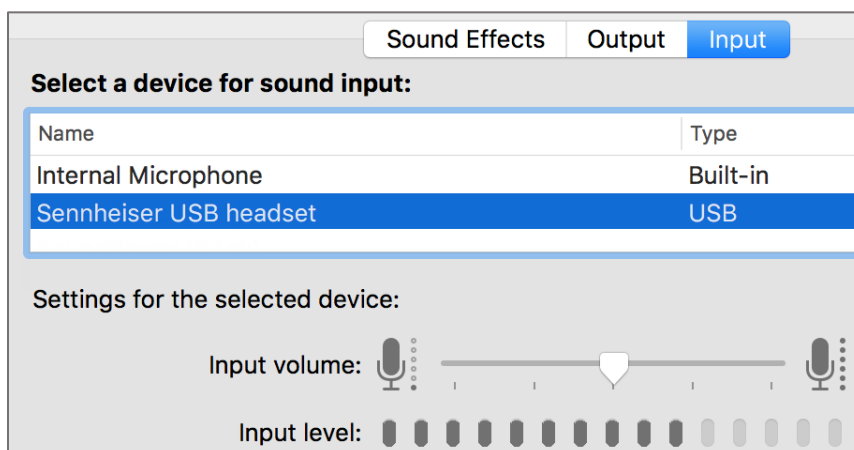 Sound Effects Output Input
Select a device for sound input:
Name Type
Internal Microphone Built-in
Sennheiser USB headset USB
Settings for the selected device:
Input volume:
Input level: